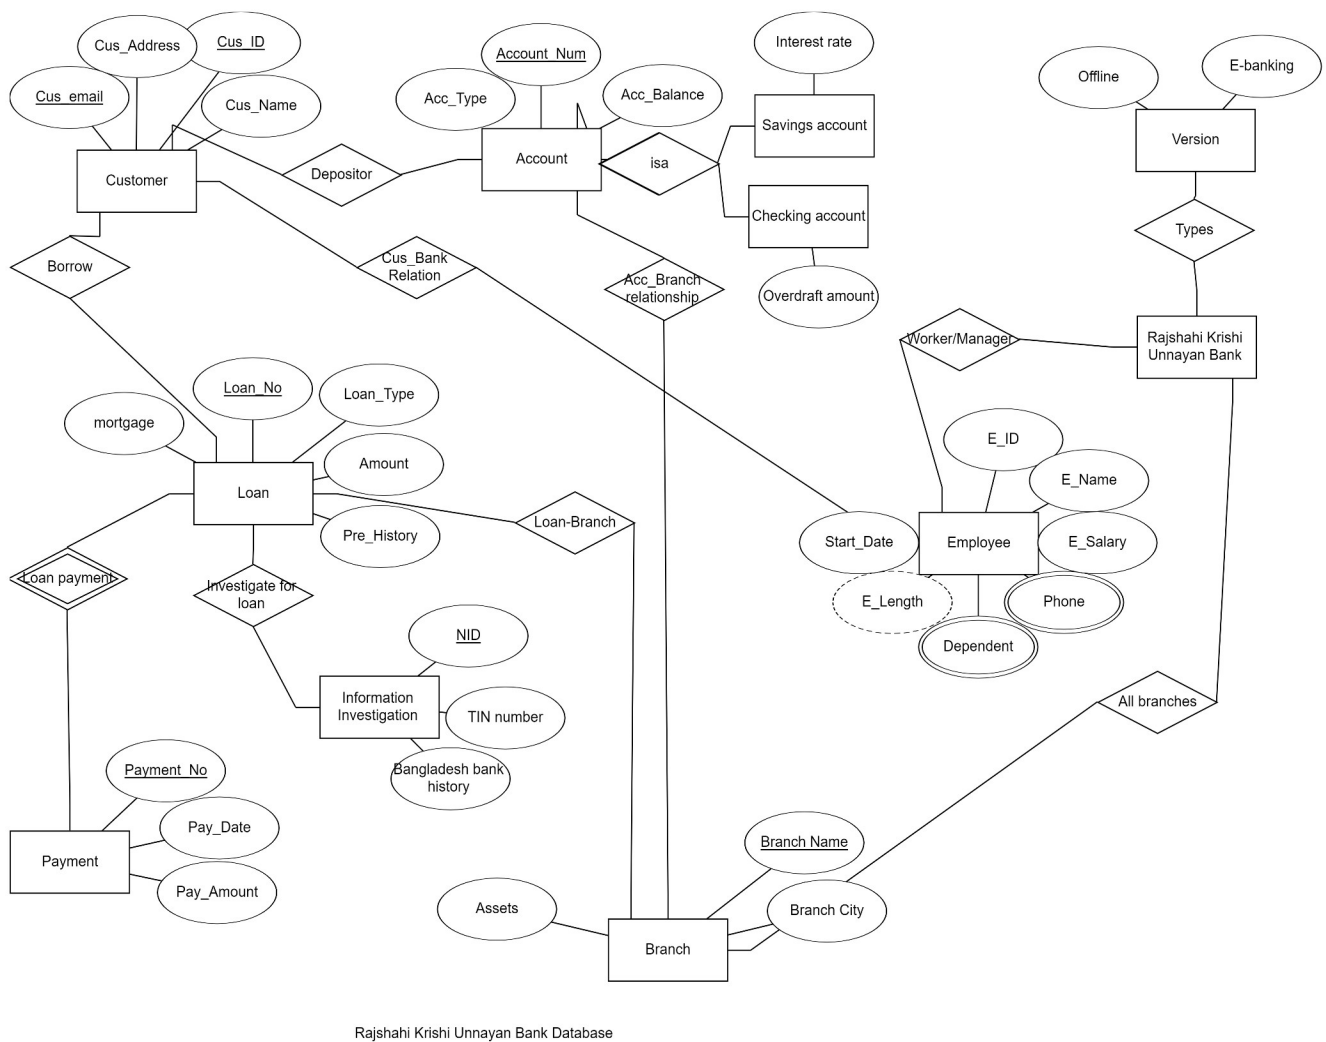 Cus_Address
Cus_ID
Cus_email
Cus_Name
Customer
Depositor
Account_Num
Acc_Type
Acc_Balance
Account
isa
Interest rate
Savings account
Checking account
Overdraft amount
Offline
E-banking
Version
Types
Rajshahi Krishi
Unnayan Bank
Borrow
Cus_Bank
Relation
Acc_Branch
relationship
Worker/Manager
Loan_No
Loan_Type
mortgage
Amount
Loan
Pre_History
Loan-Branch
E_ID
E_Name
Start_Date
Employee
E_Salary
E_Length
Phone
Dependent
Loan payment
Investigate for
loan
NID
Information
Investigation
TIN number
Bangladesh bank
history
All branches
Payment_No
Pay_Date
Payment
Pay_Amount
Branch Name
Assets
Branch City
Branch
Rajshahi Krishi Unnayan Bank Database